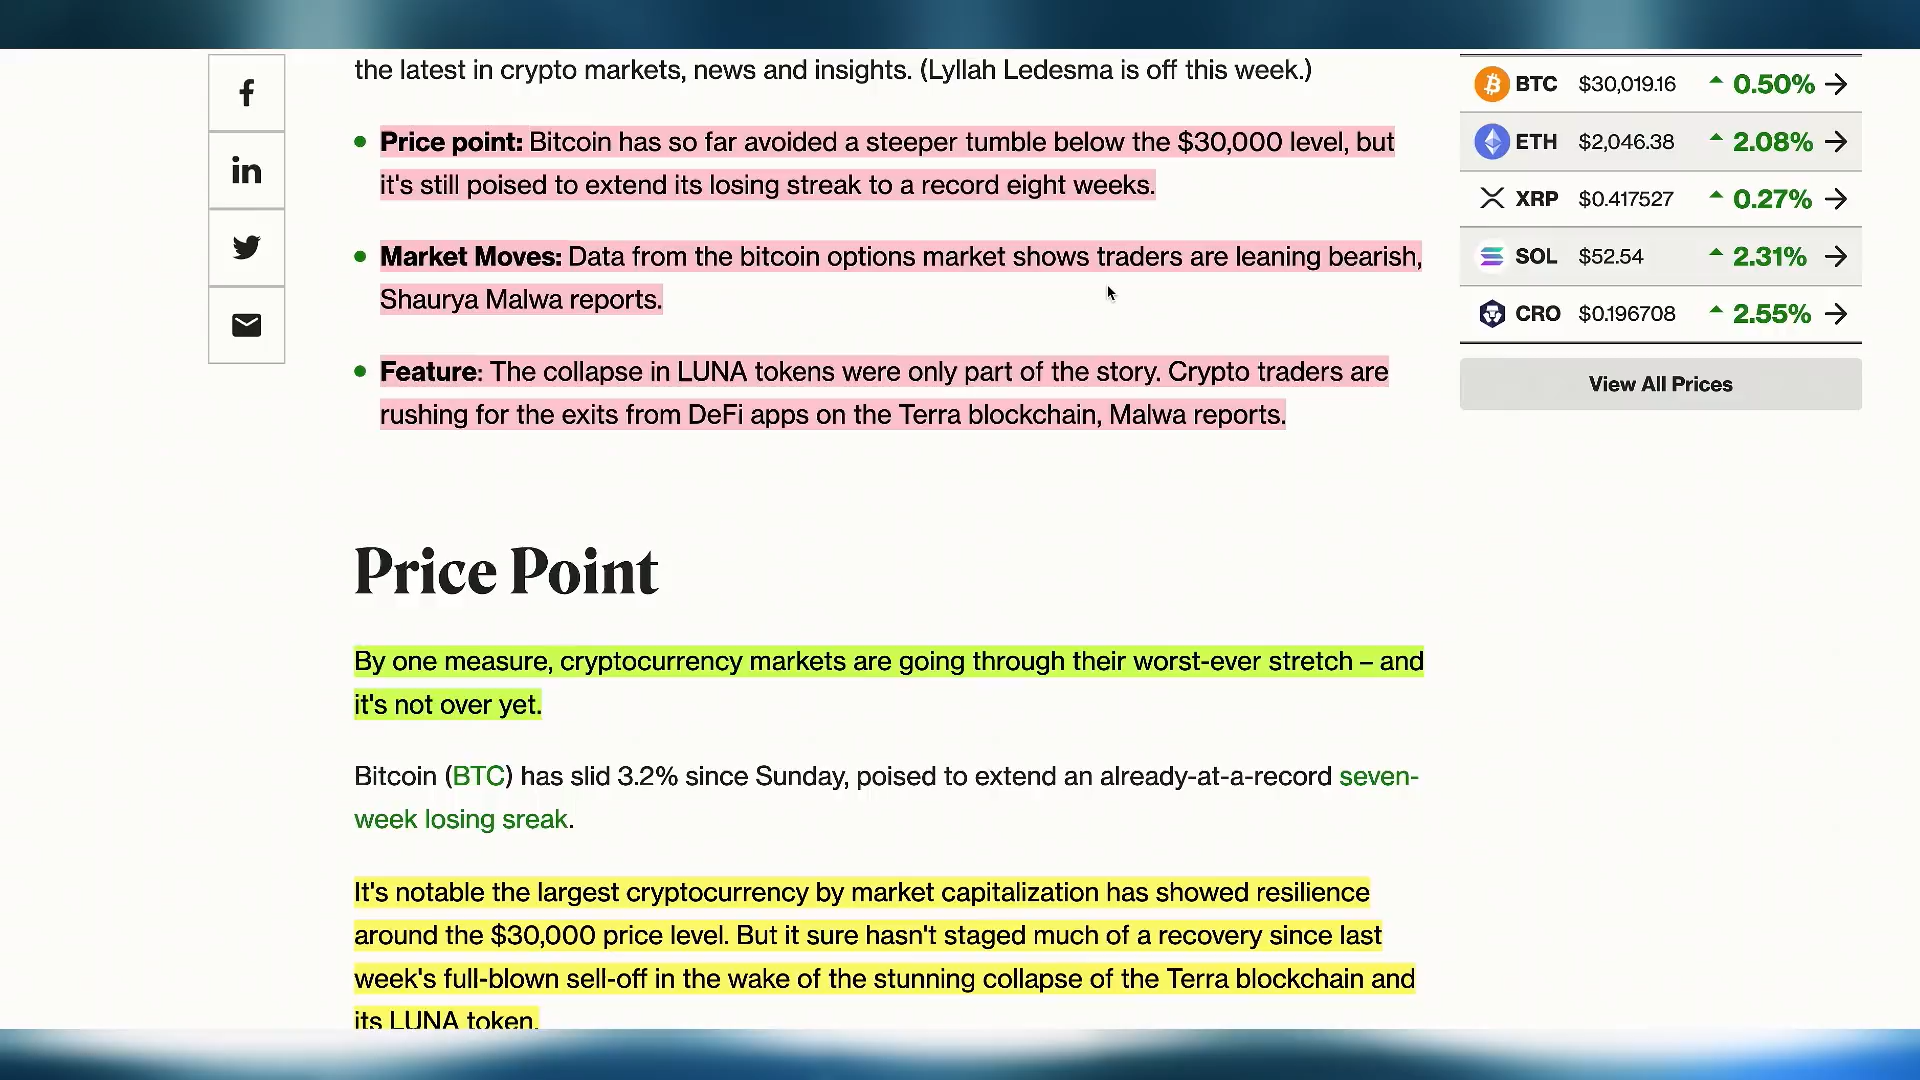 the latest in crypto markets, news and insights. (Lyllah Ledesma is off this week.)
Price point: Bitcoin has so far avoided a steeper tumble below the $30,000 level, but
it's still poised to extend its losing streak to a record eight weeks.
Market Moves: Data from the bitcoin options market shows traders are leaning bearish,
Shaurya Malwa reports.
Feature: The collapse in LUNA tokens were only part of the story. Crypto traders are
rushing for the exits from DeFi apps on the Terra blockchain, Malwa reports.
Price Point
By one measure, cryptocurrency markets are going through their worst-ever stretch – and
it's not over yet.
Bitcoin (BTC) has slid 3.2% since Sunday, poised to extend an already-at-a-record seven-
week losing sreak.
It's notable the largest cryptocurrency by market capitalization has showed resilience
around the $30,000 price level. But it sure hasn't staged much of a recovery since last
week's full-blown sell-off in the wake of the stunning collapse of the Terra blockchain and
its LUNA token.
BTC $30,019.16 0.50%
ETH $2,046.38 2.08%
XRP $0.417527 0.27%
SOL $52.54 2.31%
CRO $0.196708 2.55%
View All Prices